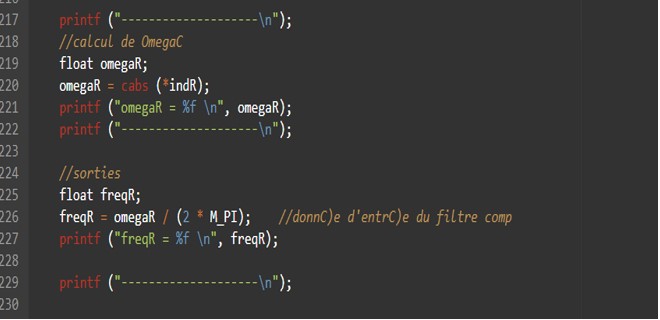 217 printf ("--------------------\n");
218 //calcul de OmegaC
219 float omegaR;
220 omegaR = cabs (*indR);
221 printf ("omegaR = %f \n", omegaR);
222 printf ("--------------------\n");
223
224 //sorties
225 float freqR;
226 freqR = omegaR / (2 * M_PI); //donnC)e d'entrC)e du filtre comp
227 printf ("freqR = %f \n", freqR);
228
229 printf ("--------------------\n");
230